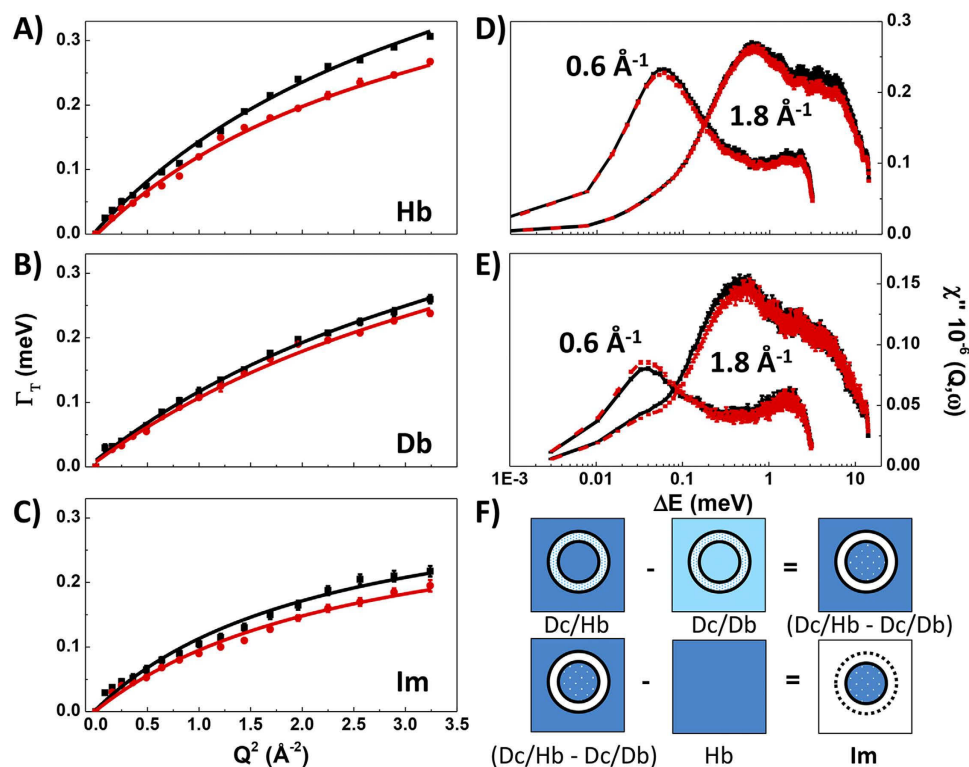 A)
0.3
0.2
0.1
0.0
Hb
B)
0.3
0.2
0.1
0.0
Db
Γ_T (meV)
C)
0.3
0.2
0.1
0.0
Im
0.0 0.5 1.0 1.5 2.0 2.5 3.0 3.5
Q² (Å⁻²)
D)
0.6 Å⁻¹
1.8 Å⁻¹
0.3
0.2
0.1
0.0
E)
0.6 Å⁻¹
1.8 Å⁻¹
0.15
0.10
0.05
0.00
χ'' 10⁻⁶ (Q,ω)
1E-3 0.01 0.1 1 10
ΔE (meV)
F)
- =
Dc/Hb Dc/Db (Dc/Hb - Dc/Db)
- =
(Dc/Hb - Dc/Db) Hb Im